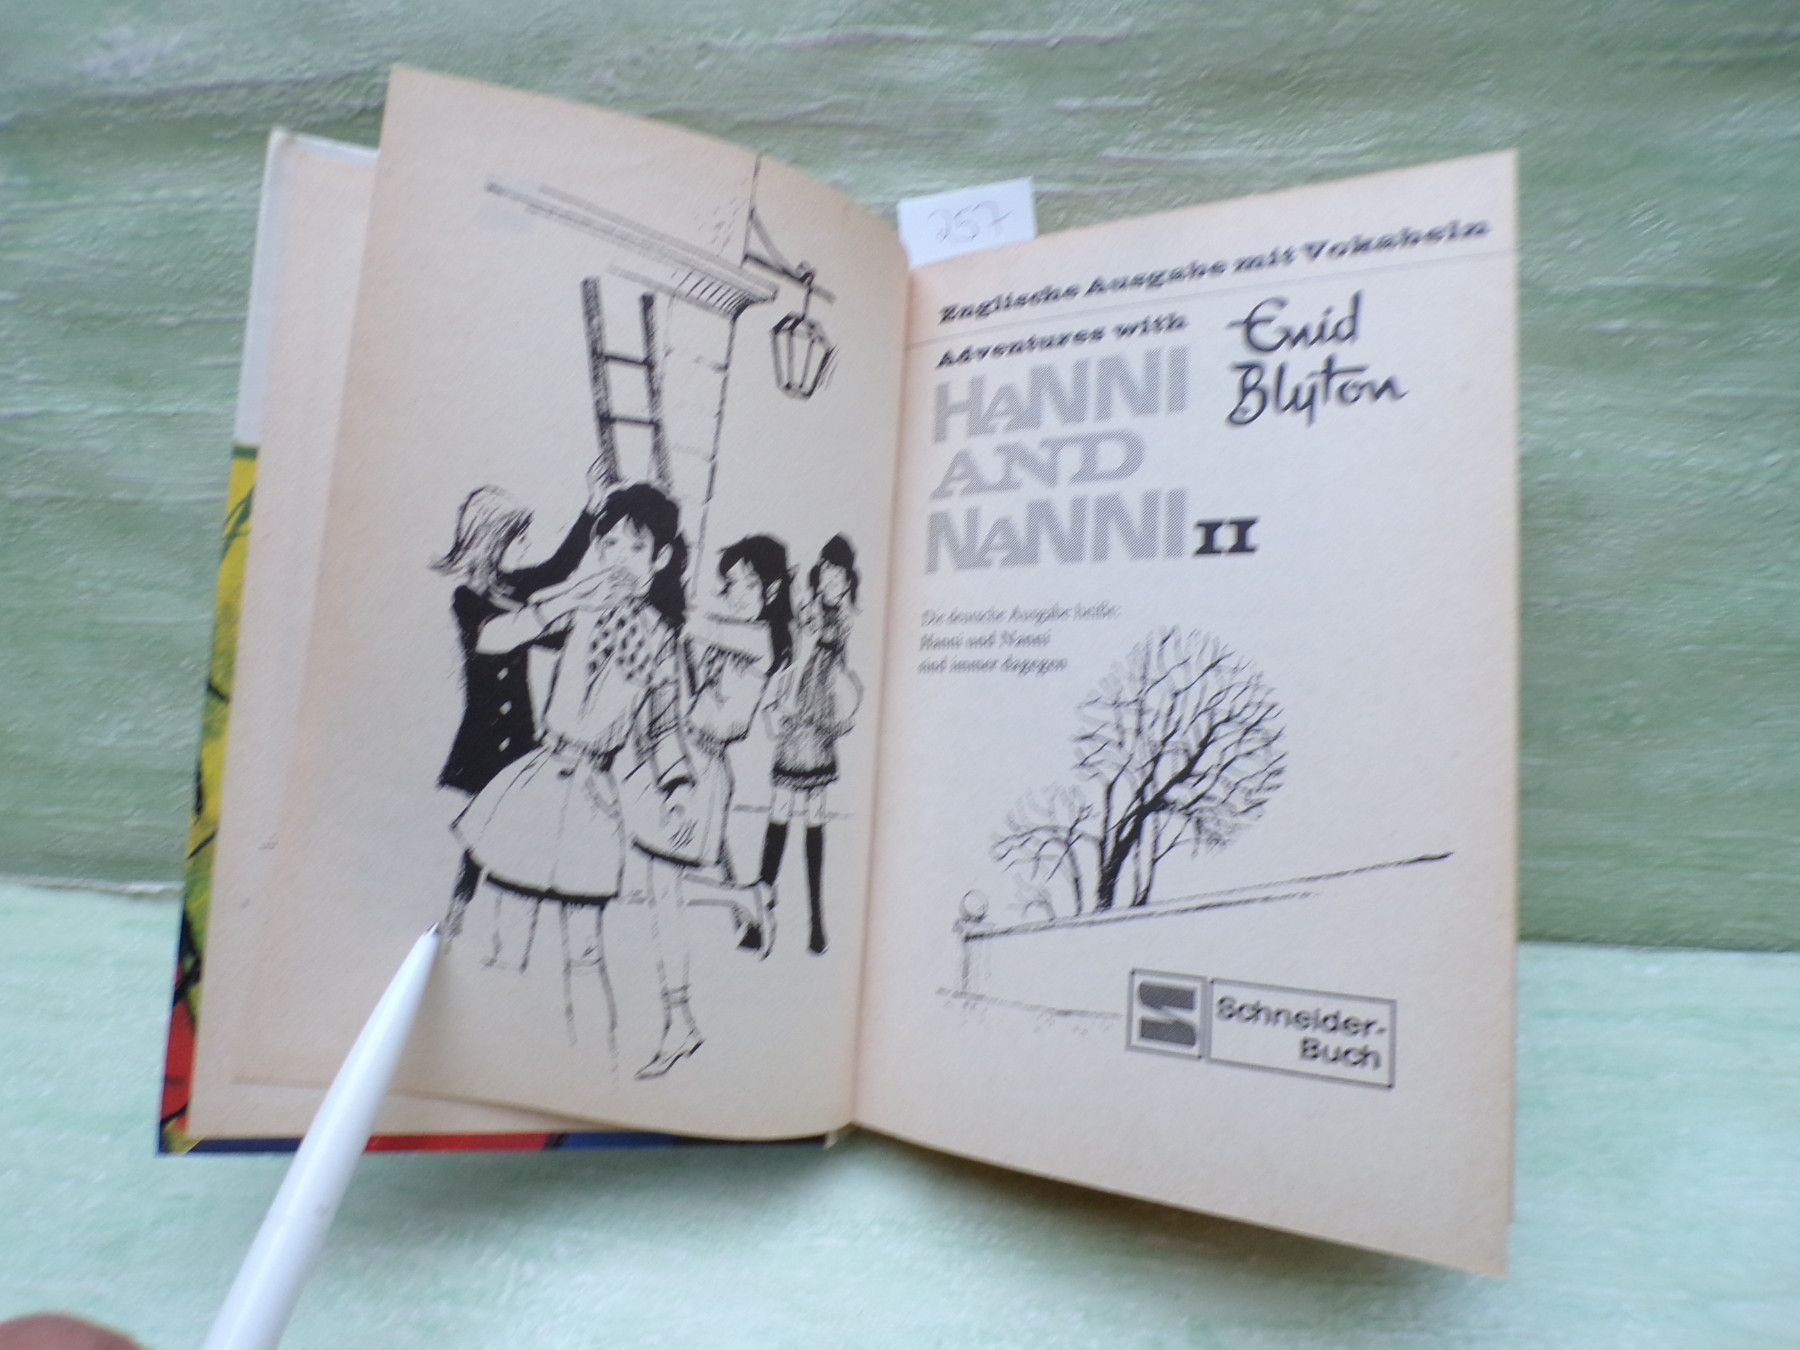 257
Englische Ausgabe mit Vokabeln
Adventures with
HANNI
AND
NANNI II
Enid
Blyton
Die deutsche Ausgabe heißt:
Hanni und Nanni
sind immer dagegen
Schneider-
Buch